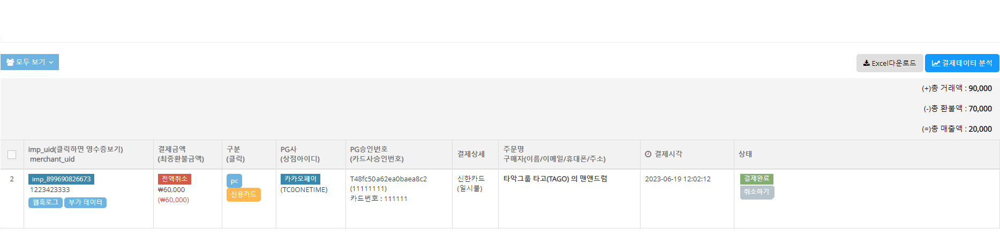 모두 보기
Excel다운로드
결제데이터 분석
(+)총 거래액 : 90,000
(-)총 환불액 : 70,000
(=)총 매출액 : 20,000
imp_uid(클릭하면 영수증보기)
merchant_uid
결제금액
(최종환불금액)
구분
(클릭)
PG사
(상점아이디)
PG승인번호
(카드사승인번호)
결제상세
주문명
구매자(이름/이메일/휴대폰/주소)
결제시각
상태
2
imp_899690826673
1223423333
웹훅로그 부가 데이터
전액취소
₩60,000
(₩60,000)
pc
신용카드
카카오페이
(TC0ONETIME)
T48fc50a62ea0baea8c2
(11111111)
카드번호 : 111111
신한카드
(일시불)
타악그룹 타고(TAGO) 의 맨앤드럼
2023-06-19 12:02:12
결제완료
취소하기